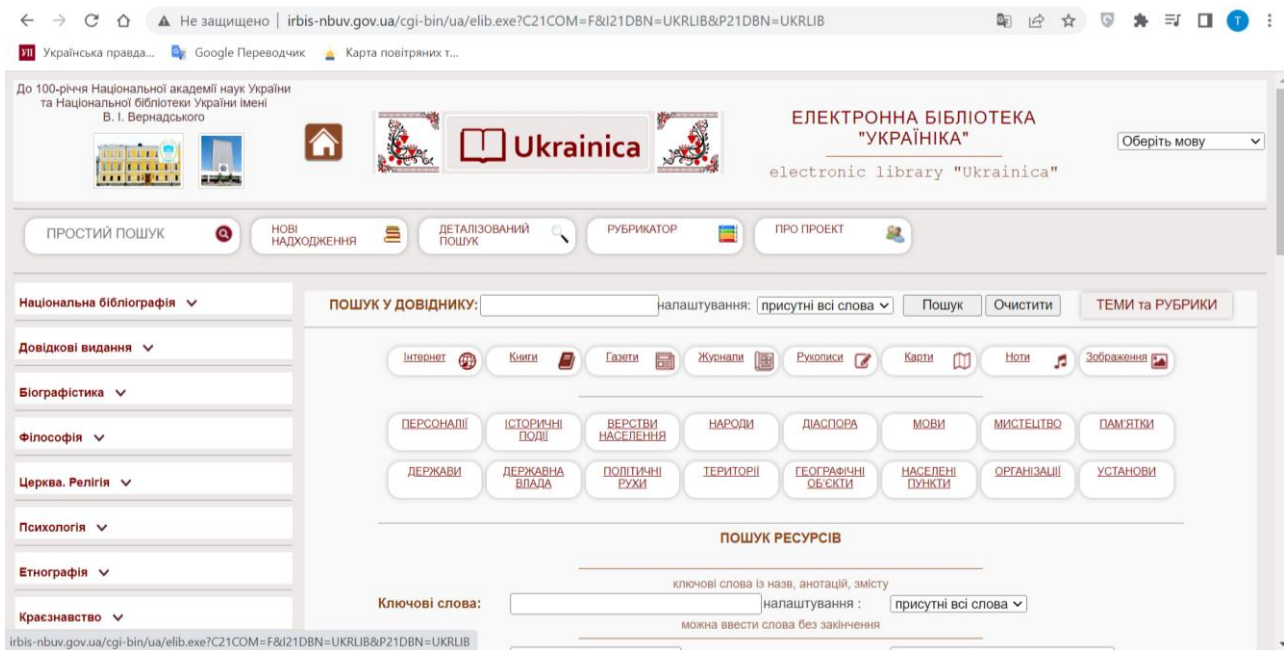 Не защищено | irbis-nbuv.gov.ua/cgi-bin/ua/elib.exe?C21COM=F&I21DBN=UKRLIB&P21DBN=UKRLIB
T
УП Українська правда... Google Переводчик Карта повітряних т...
До 100-річчя Національної академії наук України
та Національної бібліотеки України імені
В. І. Вернадського
Ukrainica
ЕЛЕКТРОННА БІБЛІОТЕКА
"УКРАЇНІКА"
electronic library "Ukrainica"
Оберіть мову
ПРОСТИЙ ПОШУК
НОВІ
НАДХОДЖЕННЯ
ДЕТАЛІЗОВАНИЙ
ПОШУК
РУБРИКАТОР
ПРО ПРОЕКТ
Національна бібліографія
Довідкові видання
Біографістика
Філософія
Церква. Релігія
Психологія
Етнографія
Краєзнавство
ПОШУК У ДОВІДНИКУ: налаштування: присутні всі слова Пошук Очистити ТЕМИ та РУБРИКИ
Інтернет Книги Газети Журнали Рукописи Карти Ноти Зображення
ПЕРСОНАЛІЇ
ІСТОРИЧНІ
ПОДІЇ
ВЕРСТВИ
НАСЕЛЕННЯ
НАРОДИ
ДІАСПОРА
МОВИ
МИСТЕЦТВО
ПАМ'ЯТКИ
ДЕРЖАВИ
ДЕРЖАВНА
ВЛАДА
ПОЛІТИЧНІ
РУХИ
ТЕРИТОРІЇ
ГЕОГРАФІЧНІ
ОБ'ЄКТИ
НАСЕЛЕНІ
ПУНКТИ
ОРГАНІЗАЦІЇ
УСТАНОВИ
ПОШУК РЕСУРСІВ
ключові слова із назв, анотацій, змісту
Ключові слова: налаштування : присутні всі слова
можна ввести слова без закінчення
irbis-nbuv.gov.ua/cgi-bin/ua/elib.exe?C21COM=F&I21DBN=UKRLIB&P21DBN=UKRLIB